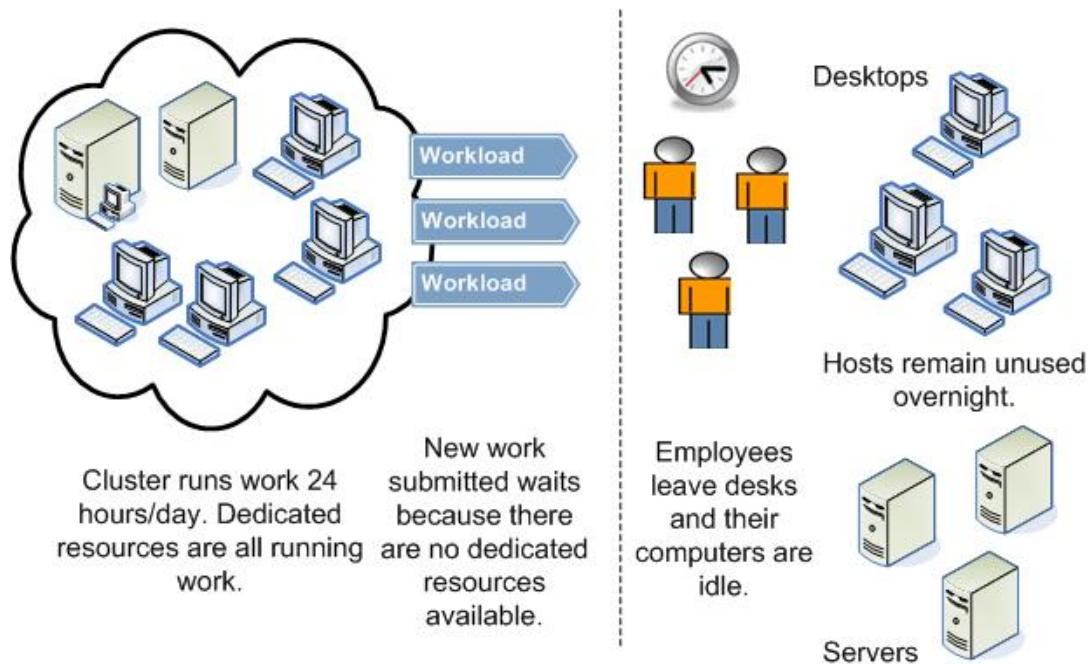 Workload
Workload
Workload
Cluster runs work 24
hours/day. Dedicated
resources are all running
work.
New work
submitted waits
because there
are no dedicated
resources
available.
Desktops
Hosts remain unused
overnight.
Employees
leave desks
and their
computers are
idle.
Servers